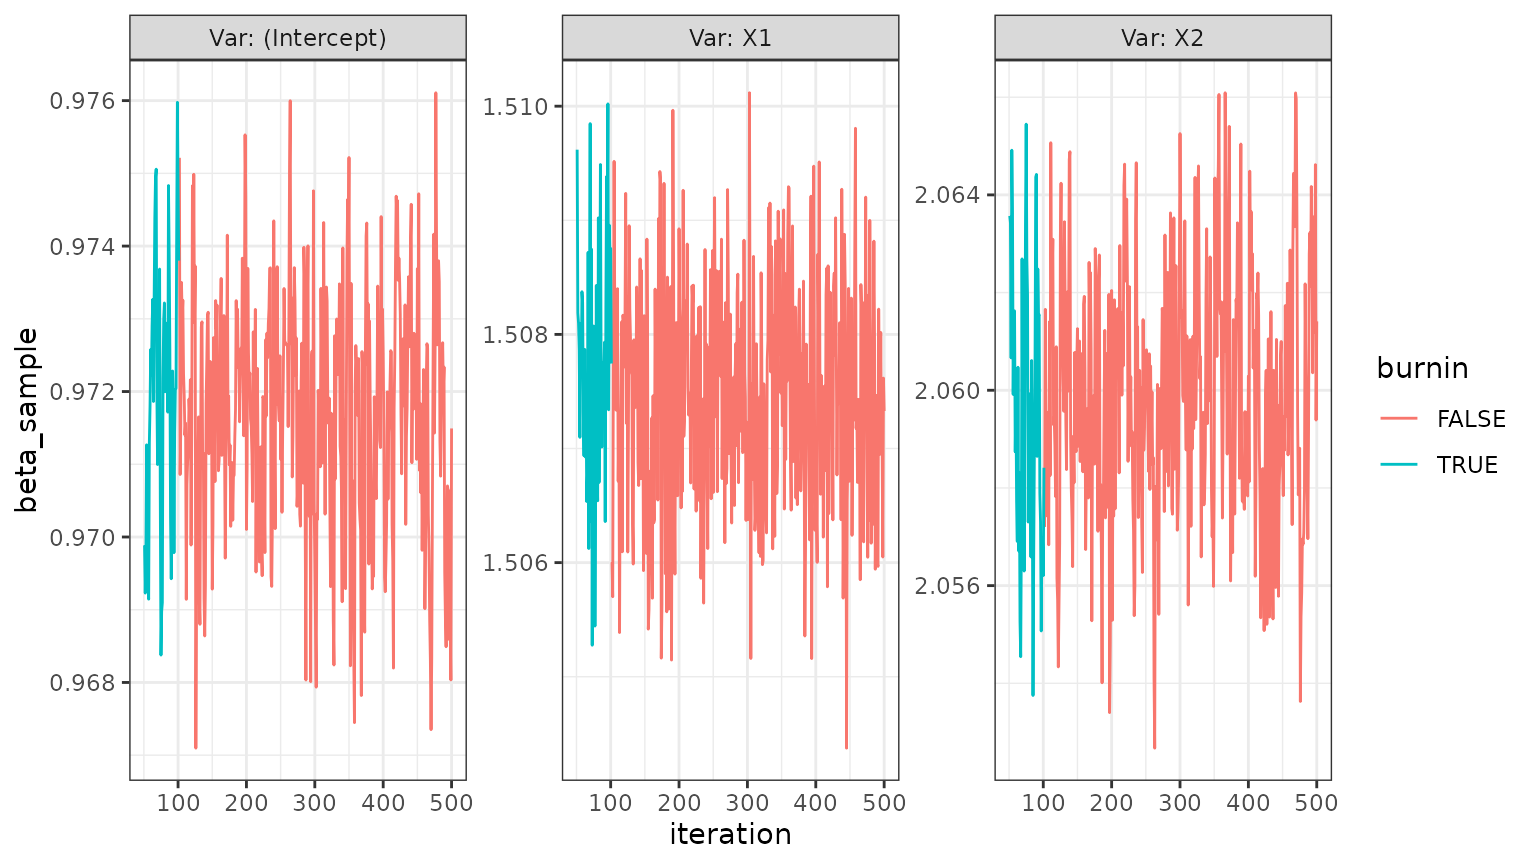 Var: (Intercept)
Var: X1
Var: X2
beta_sample
0.976
0.974
0.972
0.970
0.968
1.510
1.508
1.506
2.064
2.060
2.056
100 200 300 400 500
100 200 300 400 500
100 200 300 400 500
iteration
burnin
FALSE
TRUE